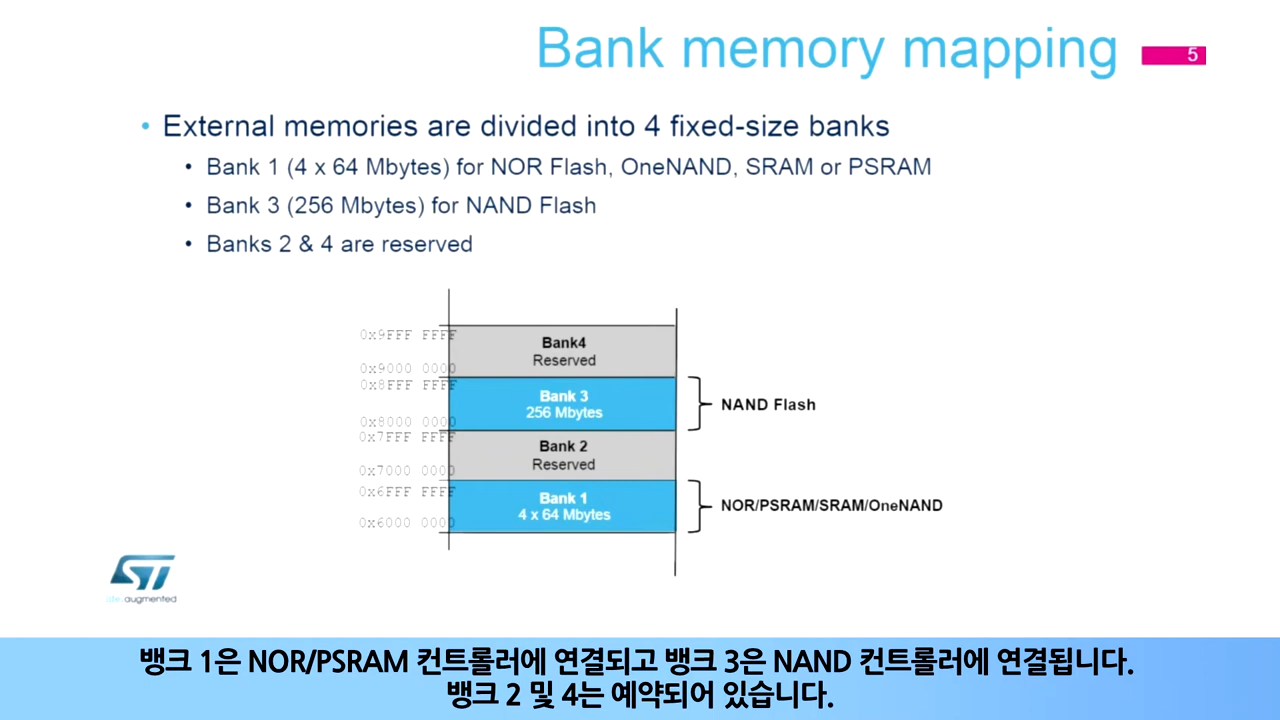 Bank memory mapping
5
• External memories are divided into 4 fixed-size banks
• Bank 1 (4 x 64 Mbytes) for NOR Flash, OneNAND, SRAM or PSRAM
• Bank 3 (256 Mbytes) for NAND Flash
• Banks 2 & 4 are reserved
0x9FFF FFFF
Bank4
Reserved
0x9000 0000
0x8FFF FFFF
Bank 3
256 Mbytes
NAND Flash
0x8000 0000
0x7FFF FFFF
Bank 2
Reserved
0x7000 0000
0x6FFF FFFF
Bank 1
4 x 64 Mbytes
NOR/PSRAM/SRAM/OneNAND
0x6000 0000
ST
life.augmented
뱅크 1은 NOR/PSRAM 컨트롤러에 연결되고 뱅크 3은 NAND 컨트롤러에 연결됩니다.
뱅크 2 및 4는 예약되어 있습니다.